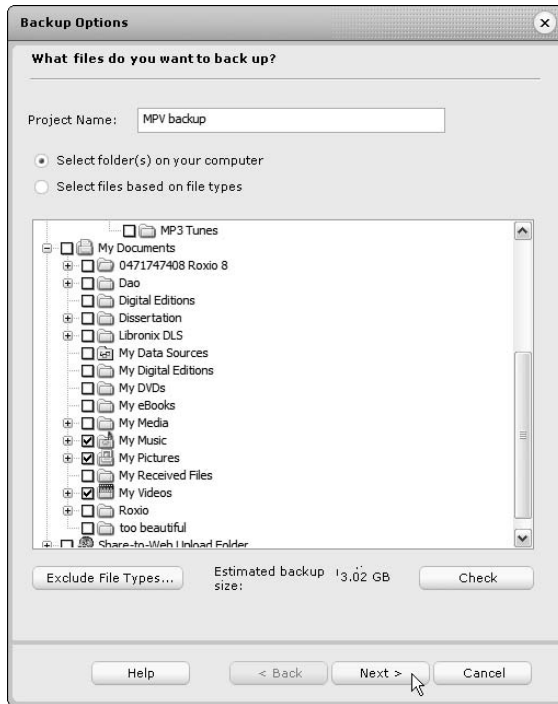 Backup Options
What files do you want to back up?
Project Name: MPV backup
Select folder(s) on your computer
Select files based on file types
MP3 Tunes
My Documents
0471747408 Roxio 8
Dao
Digital Editions
Dissertation
Libronix DLS
My Data Sources
My Digital Editions
My DVDs
My eBooks
My Media
My Music
My Pictures
My Received Files
My Videos
Roxio
too beautiful
Share-to-Web Upload Folder
Exclude File Types... Estimated backup size: 3.02 GB Check
Help < Back Next > Cancel